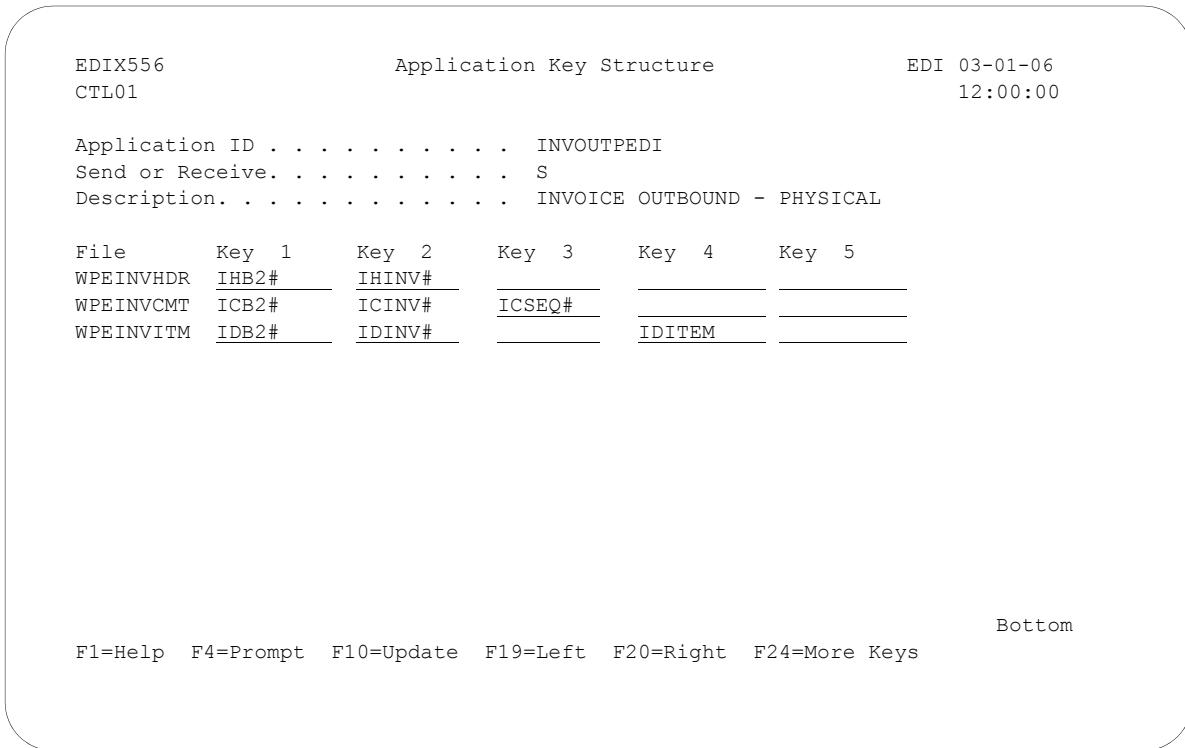 EDIX556 Application Key Structure EDI 03-01-06
CTL01 12:00:00
Application ID . . . . . . . . . . INVOUTPEDI
Send or Receive. . . . . . . . . . S
Description. . . . . . . . . . . . INVOICE OUTBOUND - PHYSICAL
File Key 1 Key 2 Key 3 Key 4 Key 5
WPEINVHDR IHB2# IHINV#
WPEINVCMT ICB2# ICINV# ICSEQ#
WPEINVITM IDB2# IDINV# IDITEM
Bottom
F1=Help F4=Prompt F10=Update F19=Left F20=Right F24=More Keys